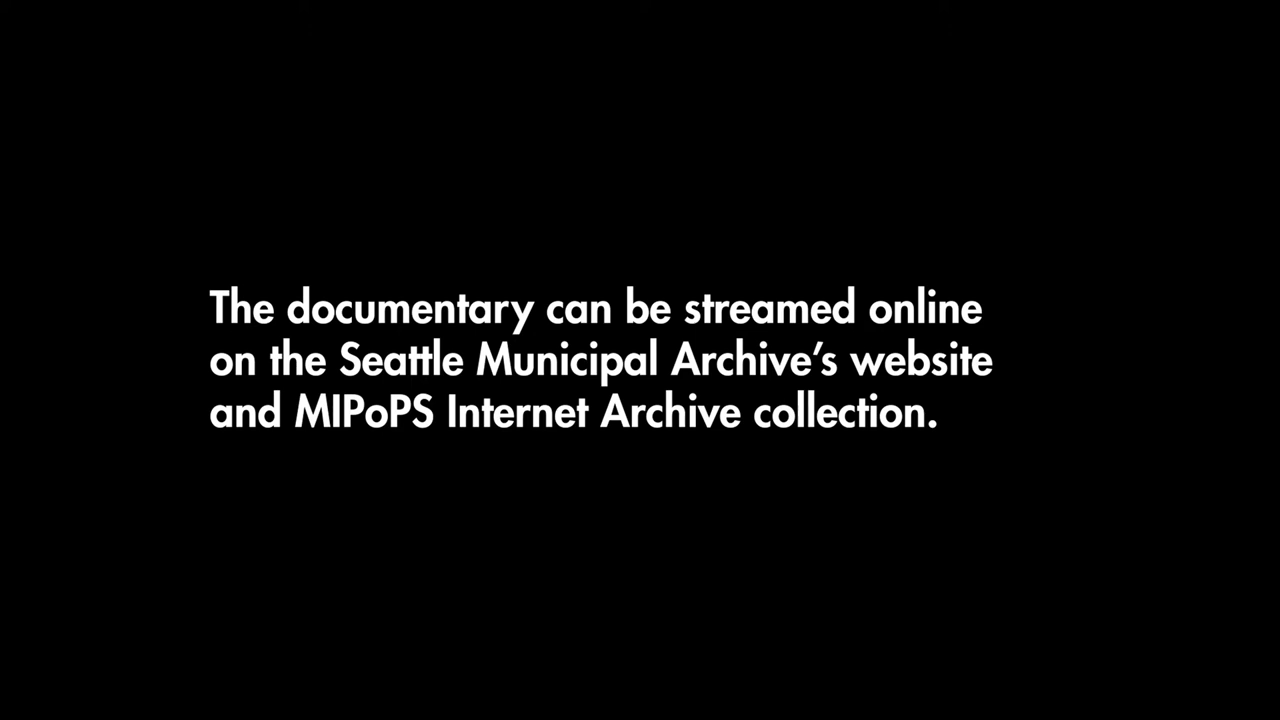 The documentary can be streamed online
on the Seattle Municipal Archive’s website
and MIPoPS Internet Archive collection.